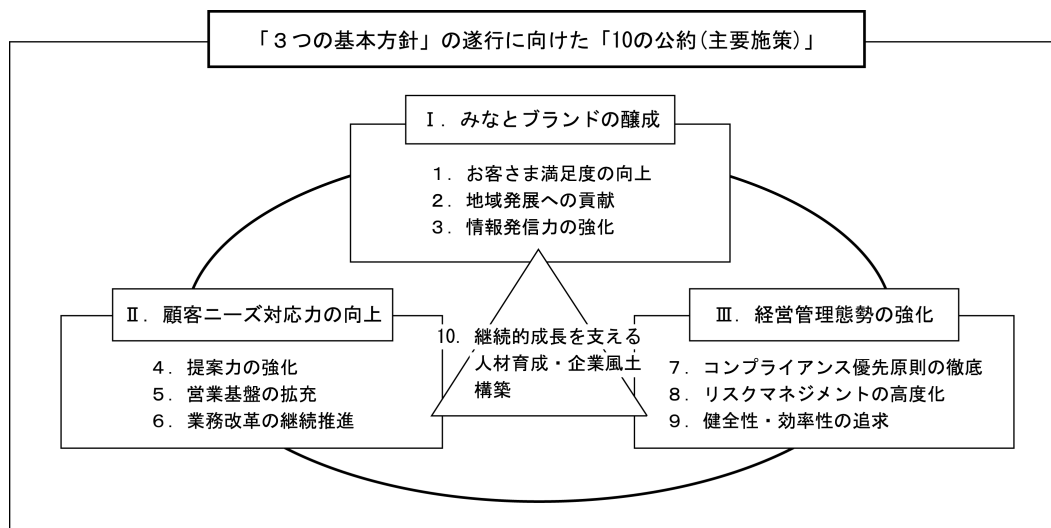 「３つの基本方針」の遂行に向けた「10の公約(主要施策)」
Ⅰ．みなとブランドの醸成
１．お客さま満足度の向上
２．地域発展への貢献
３．情報発信力の強化
Ⅱ．顧客ニーズ対応力の向上
４．提案力の強化
５．営業基盤の拡充
６．業務改革の継続推進
10．継続的成長を支える
人材育成・企業風土
構築
Ⅲ．経営管理態勢の強化
７．コンプライアンス優先原則の徹底
８．リスクマネジメントの高度化
９．健全性・効率性の追求